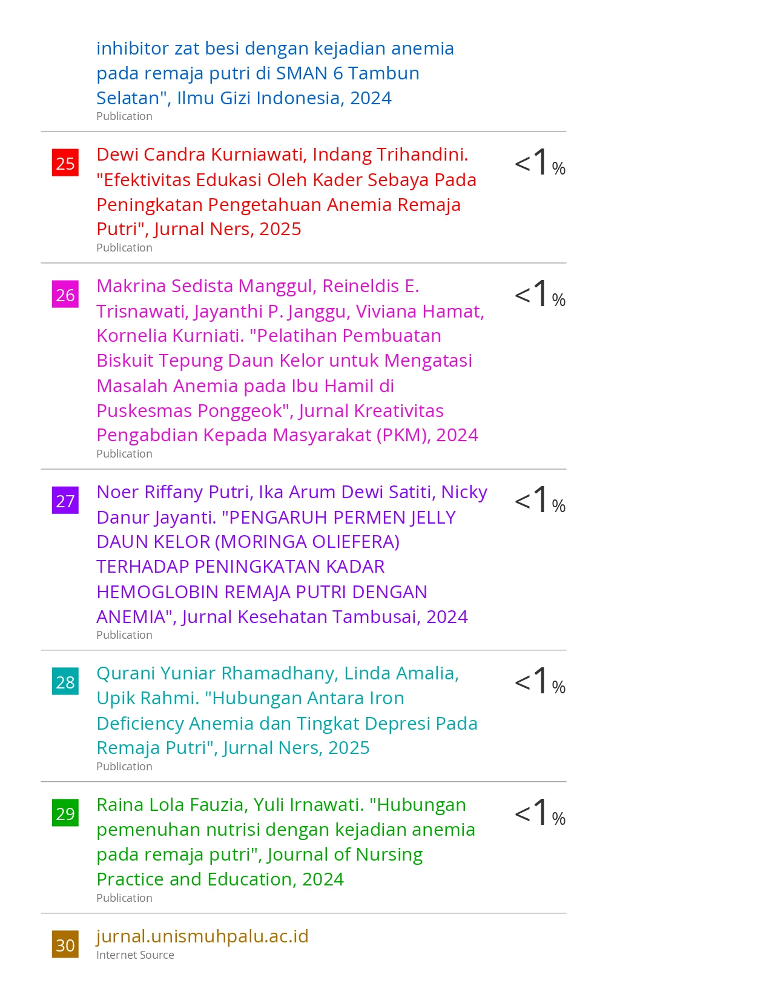 inhibitor zat besi dengan kejadian anemia
pada remaja putri di SMAN 6 Tambun
Selatan", Ilmu Gizi Indonesia, 2024
Publication
25
Dewi Candra Kurniawati, Indang Trihandini.
"Efektivitas Edukasi Oleh Kader Sebaya Pada
Peningkatan Pengetahuan Anemia Remaja
Putri", Jurnal Ners, 2025
Publication
<1%
26
Makrina Sedista Manggul, Reineldis E.
Trisnawati, Jayanthi P. Janggu, Viviana Hamat,
Kornelia Kurniati. "Pelatihan Pembuatan
Biskuit Tepung Daun Kelor untuk Mengatasi
Masalah Anemia pada Ibu Hamil di
Puskesmas Ponggeok", Jurnal Kreativitas
Pengabdian Kepada Masyarakat (PKM), 2024
Publication
<1%
27
Noer Riffany Putri, Ika Arum Dewi Satiti, Nicky
Danur Jayanti. "PENGARUH PERMEN JELLY
DAUN KELOR (MORINGA OLIEFERA)
TERHADAP PENINGKATAN KADAR
HEMOGLOBIN REMAJA PUTRI DENGAN
ANEMIA", Jurnal Kesehatan Tambusai, 2024
Publication
<1%
28
Qurani Yuniar Rhamadhany, Linda Amalia,
Upik Rahmi. "Hubungan Antara Iron
Deficiency Anemia dan Tingkat Depresi Pada
Remaja Putri", Jurnal Ners, 2025
Publication
<1%
29
Raina Lola Fauzia, Yuli Irnawati. "Hubungan
pemenuhan nutrisi dengan kejadian anemia
pada remaja putri", Journal of Nursing
Practice and Education, 2024
Publication
<1%
30
jurnal.unismuhpalu.ac.id
Internet Source